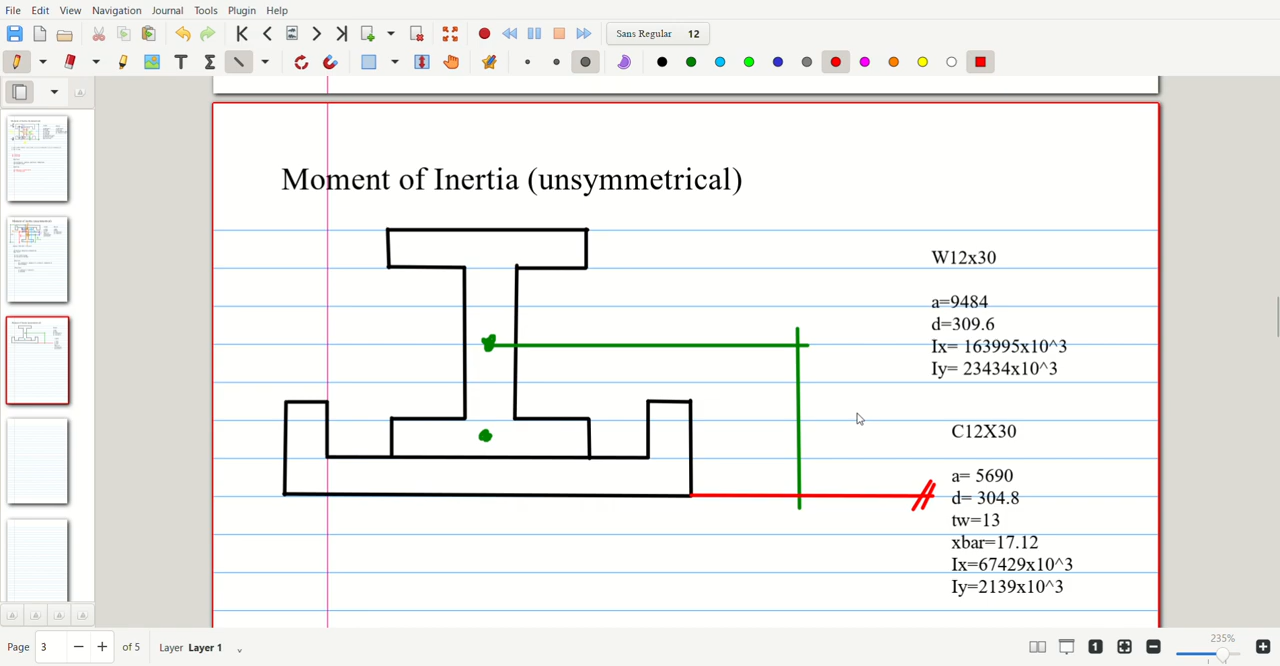 File Edit View Navigation Journal Tools Plugin Help
Sans Regular 12
Moment of Inertia (unsymmetrical)
W12x30
a=9484
d=309.6
Ix= 163995x10^3
Iy= 23434x10^3
C12X30
a= 5690
d= 304.8
tw=13
xbar=17.12
Ix=67429x10^3
Iy=2139x10^3
Page 3 of 5 Layer Layer 1 1 235%